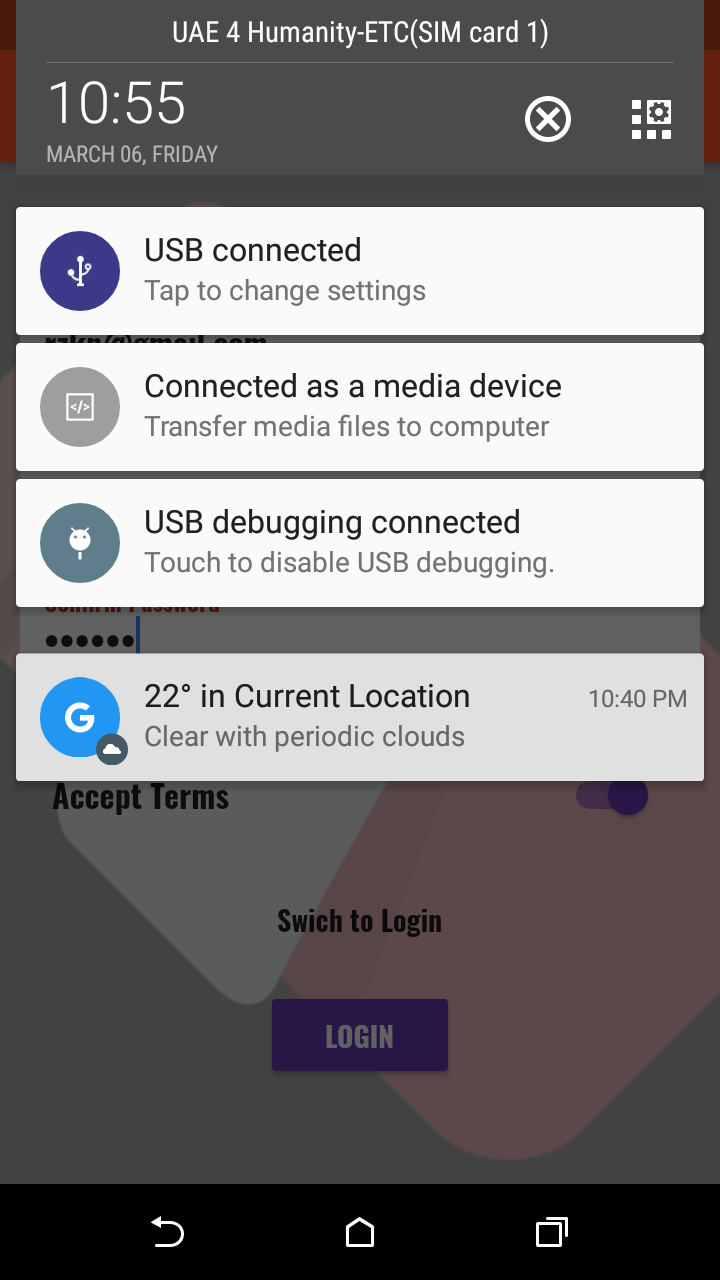 UAE 4 Humanity-ETC(SIM card 1)
10:55
MARCH 06, FRIDAY
USB connected
Tap to change settings
Connected as a media device
Transfer media files to computer
USB debugging connected
Touch to disable USB debugging.
Confirm Password
22° in Current Location
10:40 PM
Clear with periodic clouds
Accept Terms
Swich to Login
LOGIN